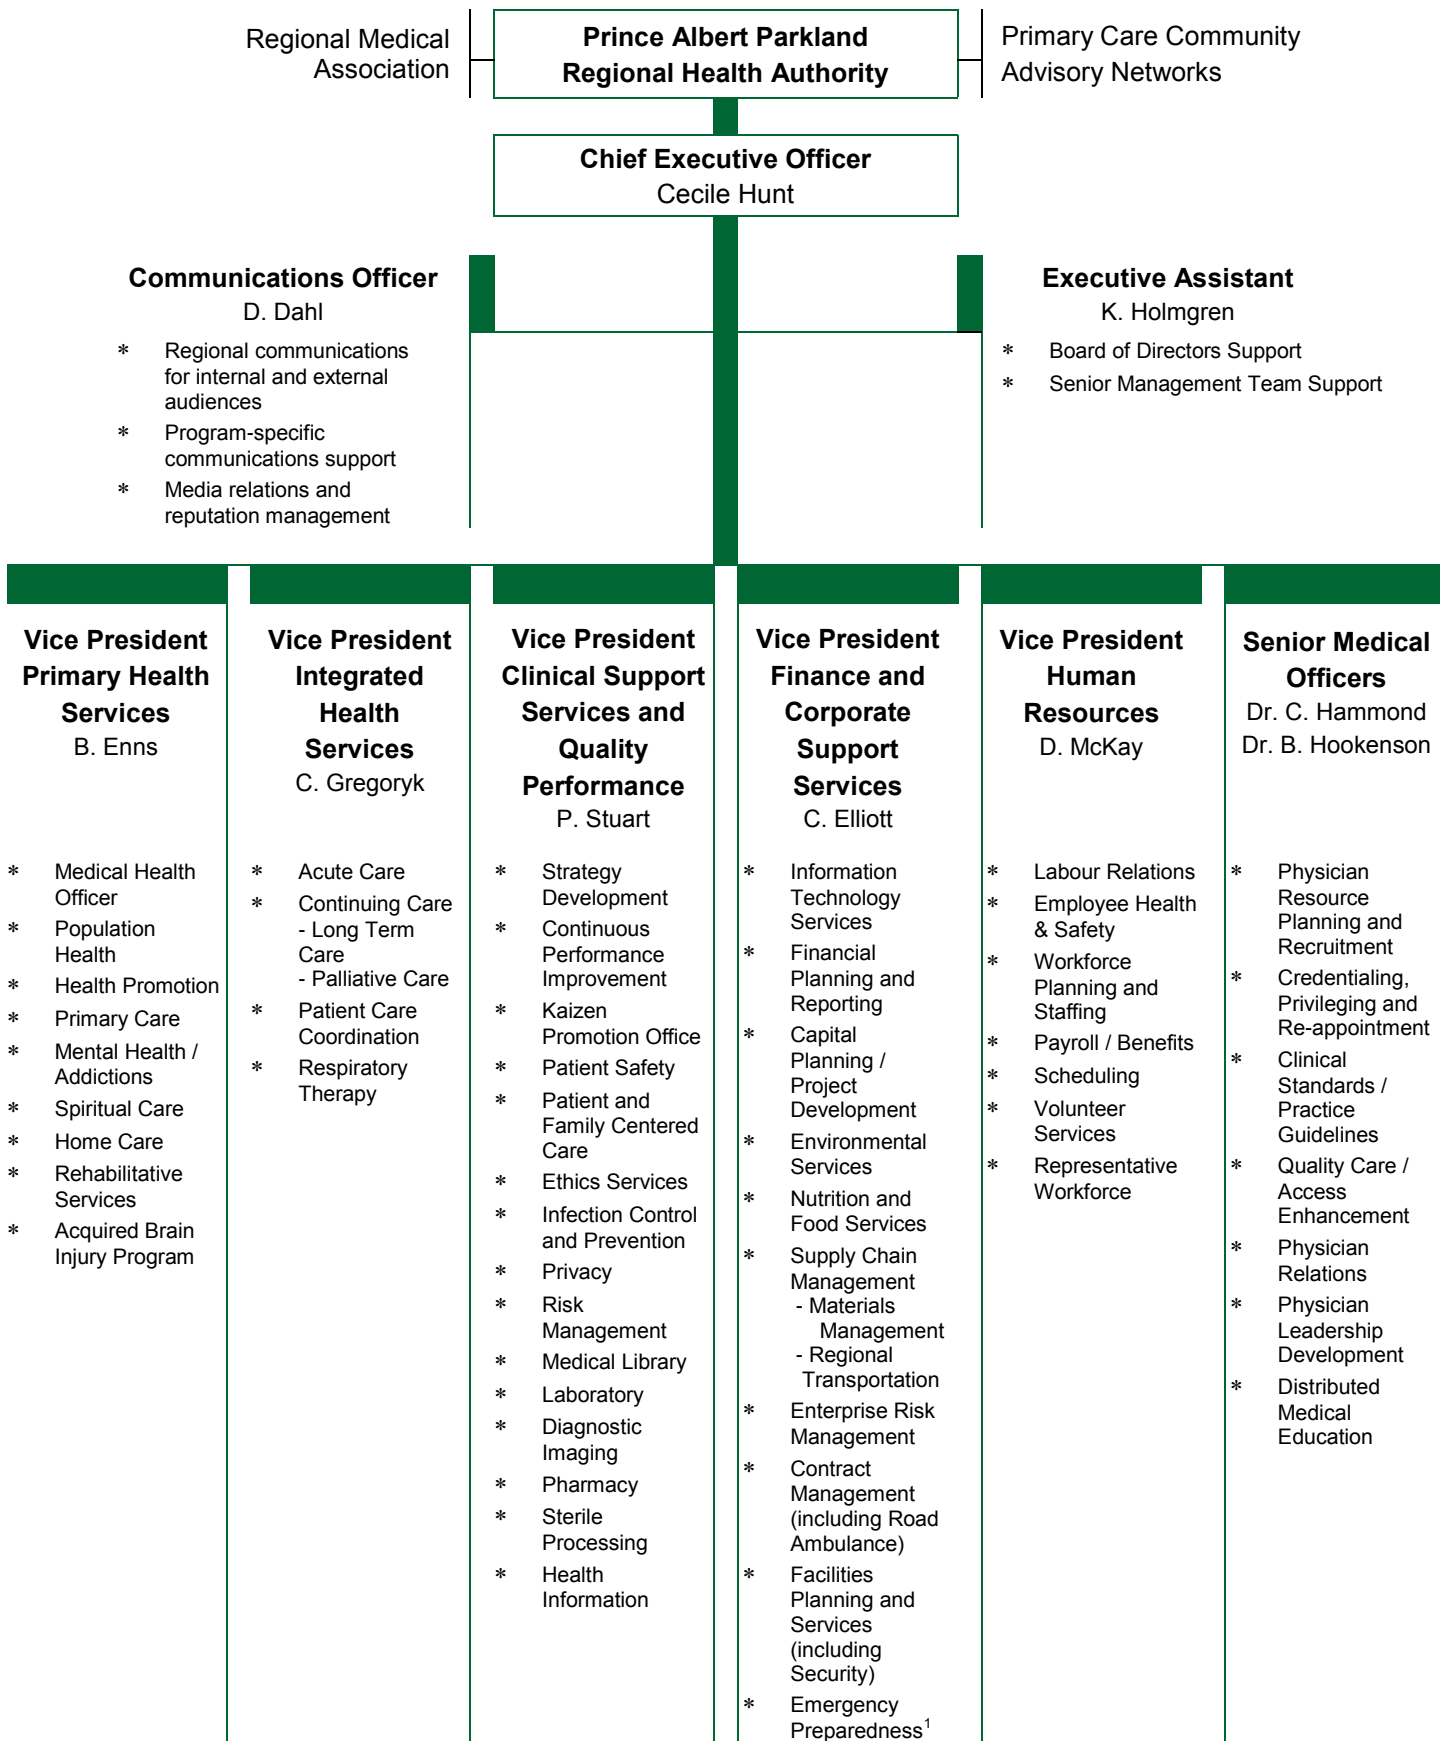 Regional Medical
Association
Prince Albert Parkland
Regional Health Authority
Primary Care Community
Advisory Networks
Chief Executive Officer
Cecile Hunt
Communications Officer
D. Dahl
* Regional communications
for internal and external
audiences
* Program-specific
communications support
* Media relations and
reputation management
Executive Assistant
K. Holmgren
* Board of Directors Support
* Senior Management Team Support
Vice President
Primary Health
Services
B. Enns
* Medical Health
Officer
* Population
Health
* Health Promotion
* Primary Care
* Mental Health /
Addictions
* Spiritual Care
* Home Care
* Rehabilitative
Services
* Acquired Brain
Injury Program
Vice President
Integrated
Health
Services
C. Gregoryk
* Acute Care
* Continuing Care
- Long Term
Care
- Palliative Care
* Patient Care
Coordination
* Respiratory
Therapy
Vice President
Clinical Support
Services and
Quality
Performance
P. Stuart
* Strategy
Development
* Continuous
Performance
Improvement
* Kaizen
Promotion Office
* Patient Safety
* Patient and
Family Centered
Care
* Ethics Services
* Infection Control
and Prevention
* Privacy
* Risk
Management
* Medical Library
* Laboratory
* Diagnostic
Imaging
* Pharmacy
* Sterile
Processing
* Health
Information
Vice President
Finance and
Corporate
Support
Services
C. Elliott
* Information
Technology
Services
* Financial
Planning and
Reporting
* Capital
Planning /
Project
Development
* Environmental
Services
* Nutrition and
Food Services
* Supply Chain
Management
- Materials
Management
- Regional
Transportation
* Enterprise Risk
Management
* Contract
Management
(including Road
Ambulance)
* Facilities
Planning and
Services
(including
Security)
* Emergency
Preparedness¹
Vice President
Human
Resources
D. McKay
* Labour Relations
* Employee Health
& Safety
* Workforce
Planning and
Staffing
* Payroll / Benefits
* Scheduling
* Volunteer
Services
* Representative
Workforce
Senior Medical
Officers
Dr. C. Hammond
Dr. B. Hookenson
* Physician
Resource
Planning and
Recruitment
* Credentialing,
Privileging and
Re-appointment
* Clinical
Standards /
Practice
Guidelines
* Quality Care /
Access
Enhancement
* Physician
Relations
* Physician
Leadership
Development
* Distributed
Medical
Education